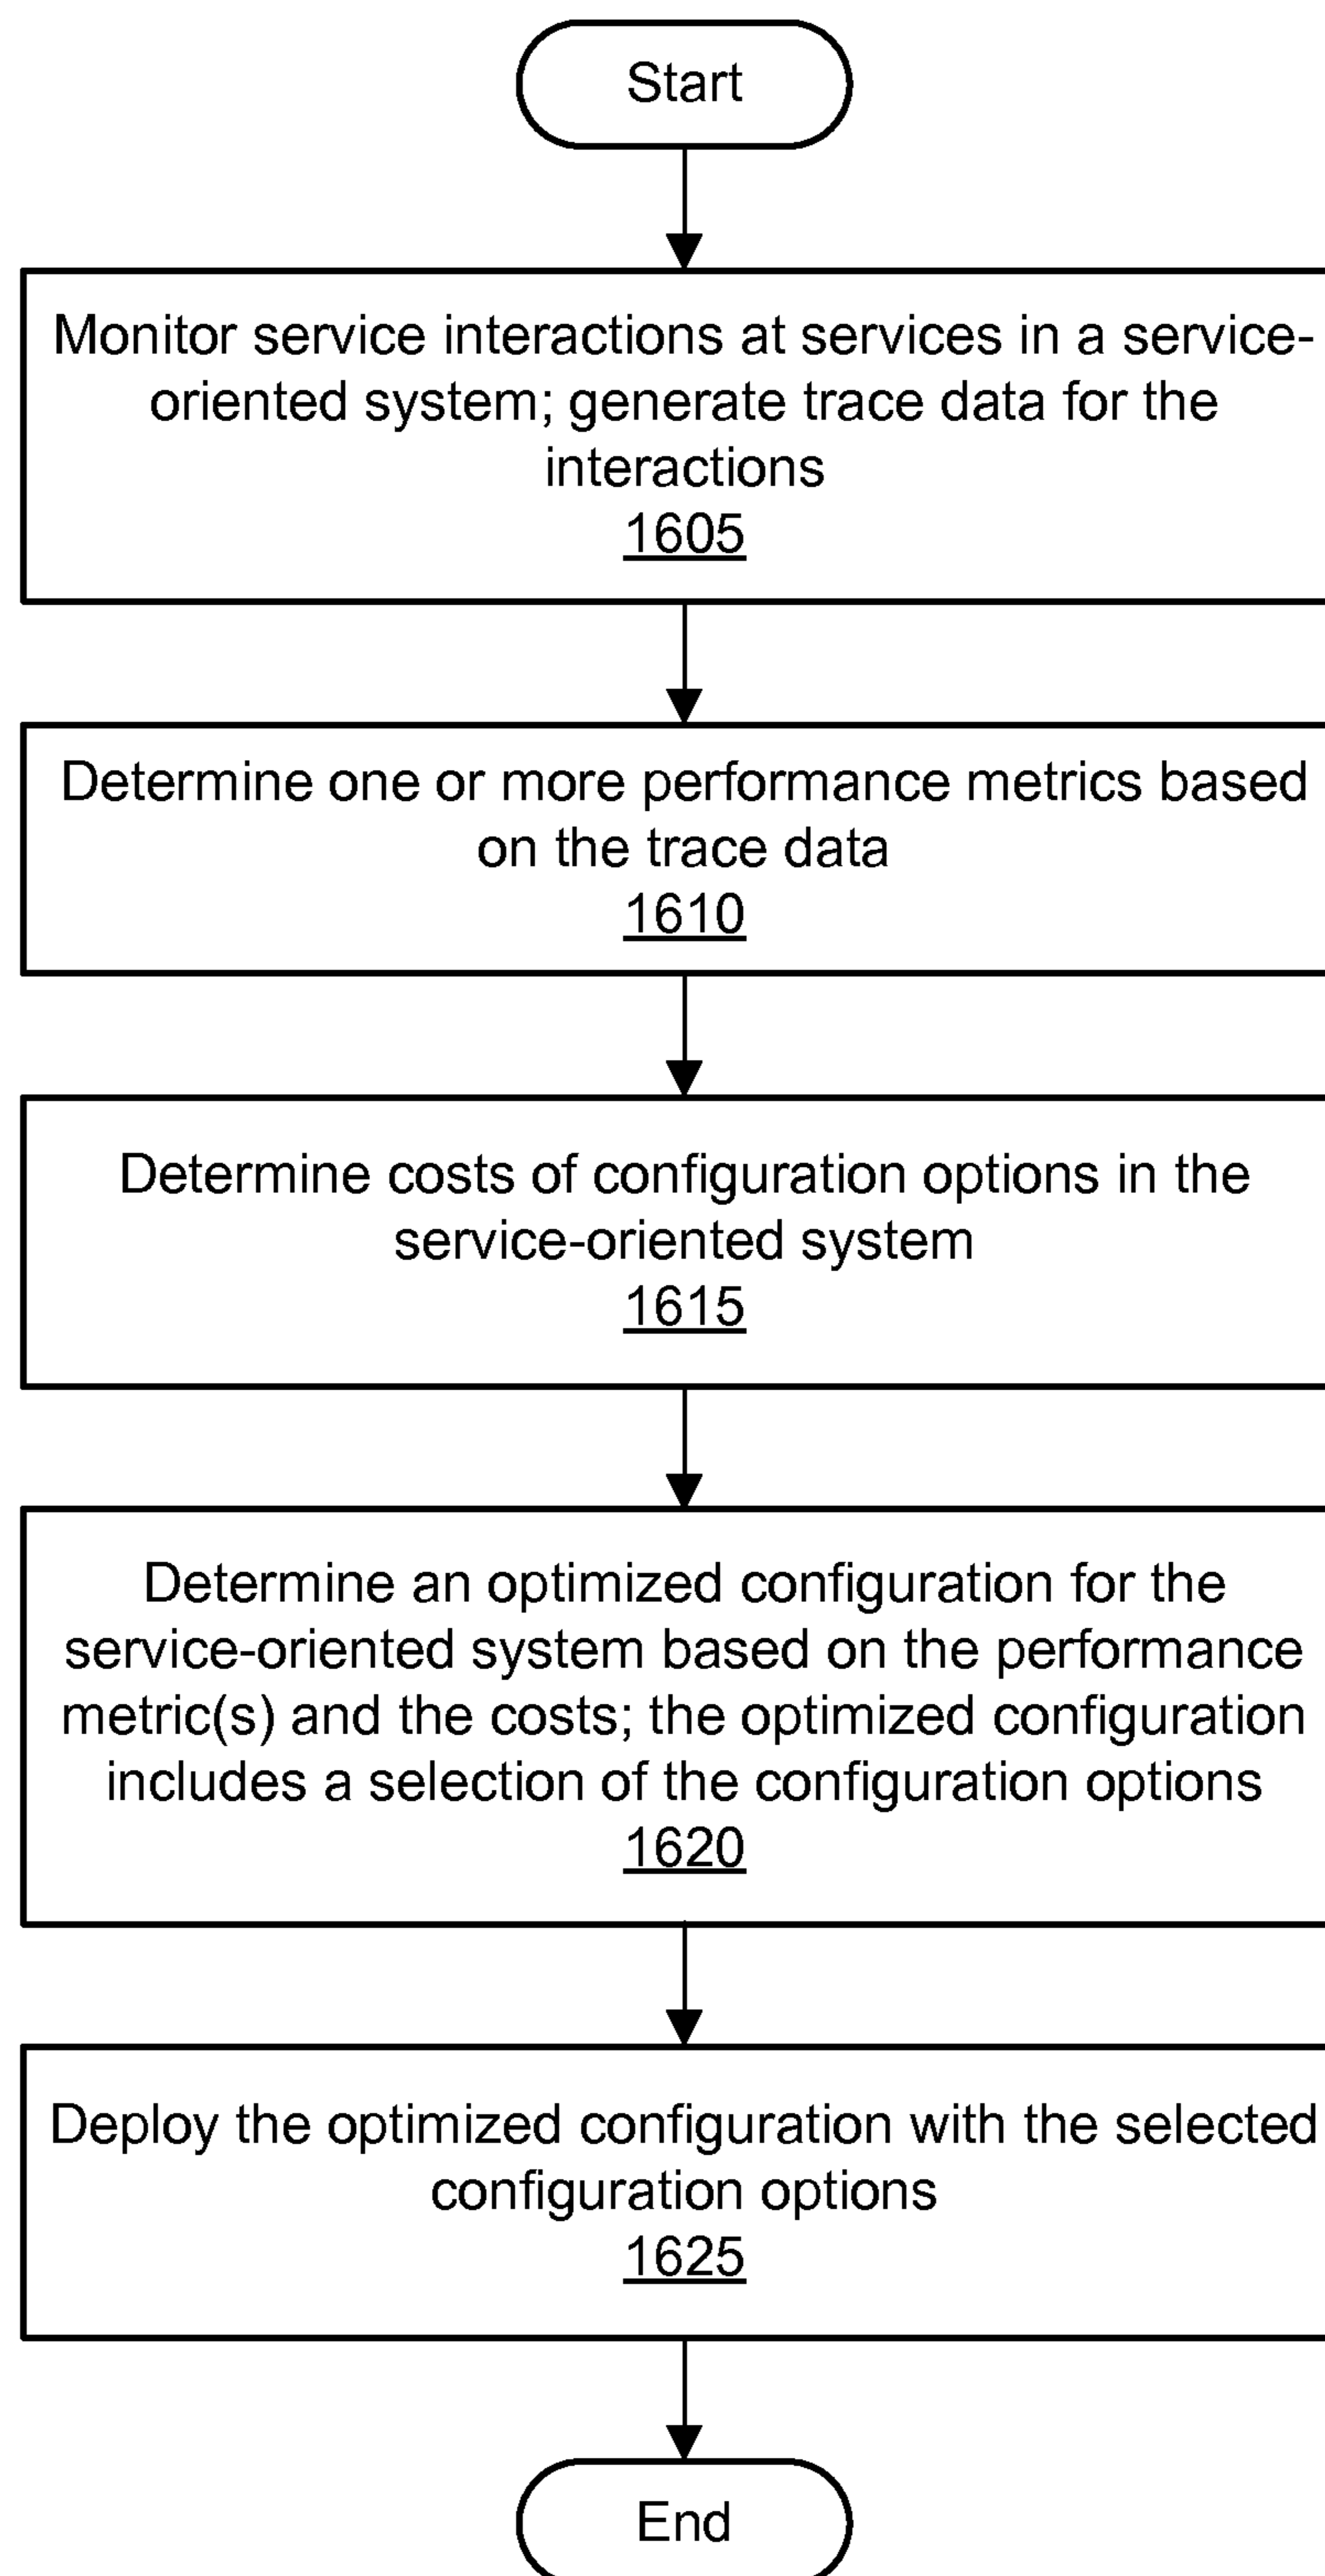 Start
Monitor service interactions at services in a service-
oriented system; generate trace data for the
interactions
1605
Determine one or more performance metrics based
on the trace data
1610
Determine costs of configuration options in the
service-oriented system
1615
Determine an optimized configuration for the
service-oriented system based on the performance
metric(s) and the costs; the optimized configuration
includes a selection of the configuration options
1620
Deploy the optimized configuration with the selected
configuration options
1625
End